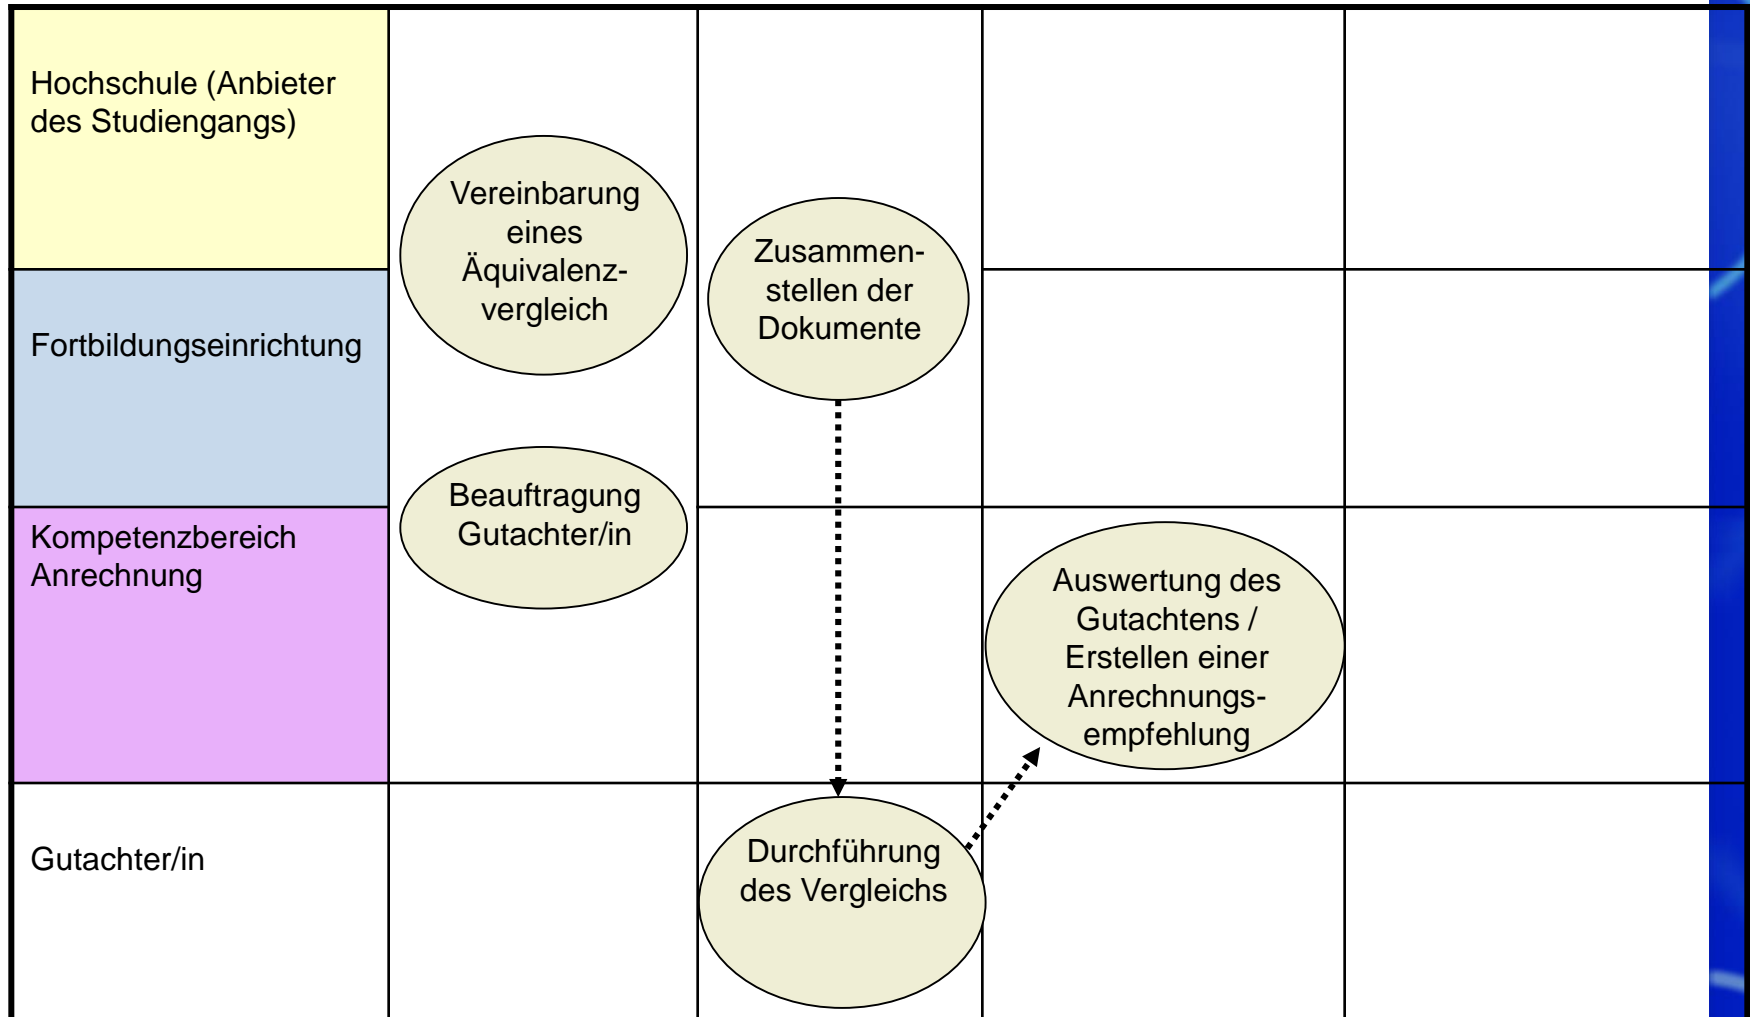 Hochschule (Anbieter
des Studiengangs)
Vereinbarung
eines
Äquivalenz-
vergleich
Zusammen-
stellen der
Dokumente
Fortbildungseinrichtung
Beauftragung
Gutachter/in
Kompetenzbereich
Anrechnung
Auswertung des
Gutachtens /
Erstellen einer
Anrechnungs-
empfehlung
Gutachter/in
Durchführung
des Vergleichs